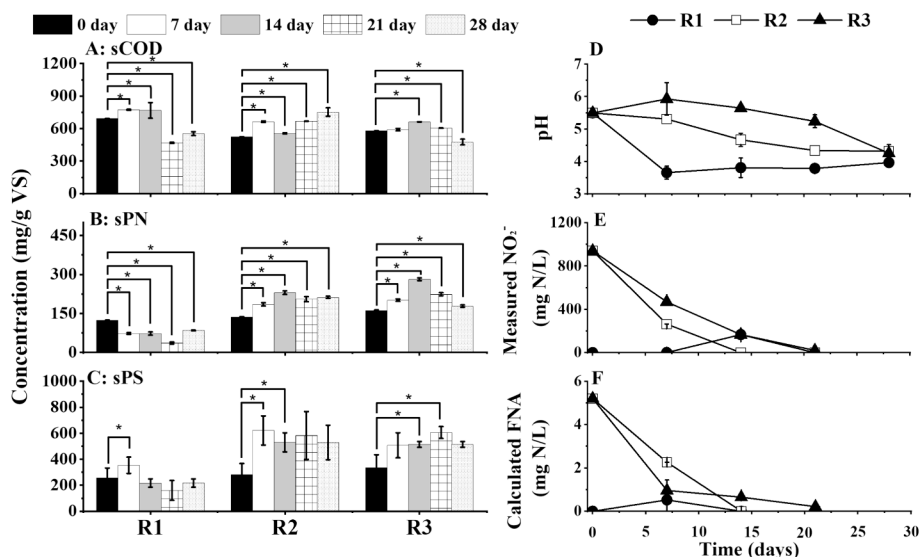 0 day 7 day 14 day 21 day 28 day
A: sCOD
1200
900
600
300
0
* * * * * * * * * *
B: sPN
450
300
150
0
* * * * * * * * * * * *
C: sPS
1000
800
600
400
200
0
* * * * *
Concentration (mg/g VS)
R1 R2 R3
R1 R2 R3
D
7
6
5
4
3
pH
E
1200
800
400
0
Measured NO₂⁻
(mg N/L)
F
6
4
2
0
Calculated FNA
(mg N/L)
0 5 10 15 20 25 30
Time (days)